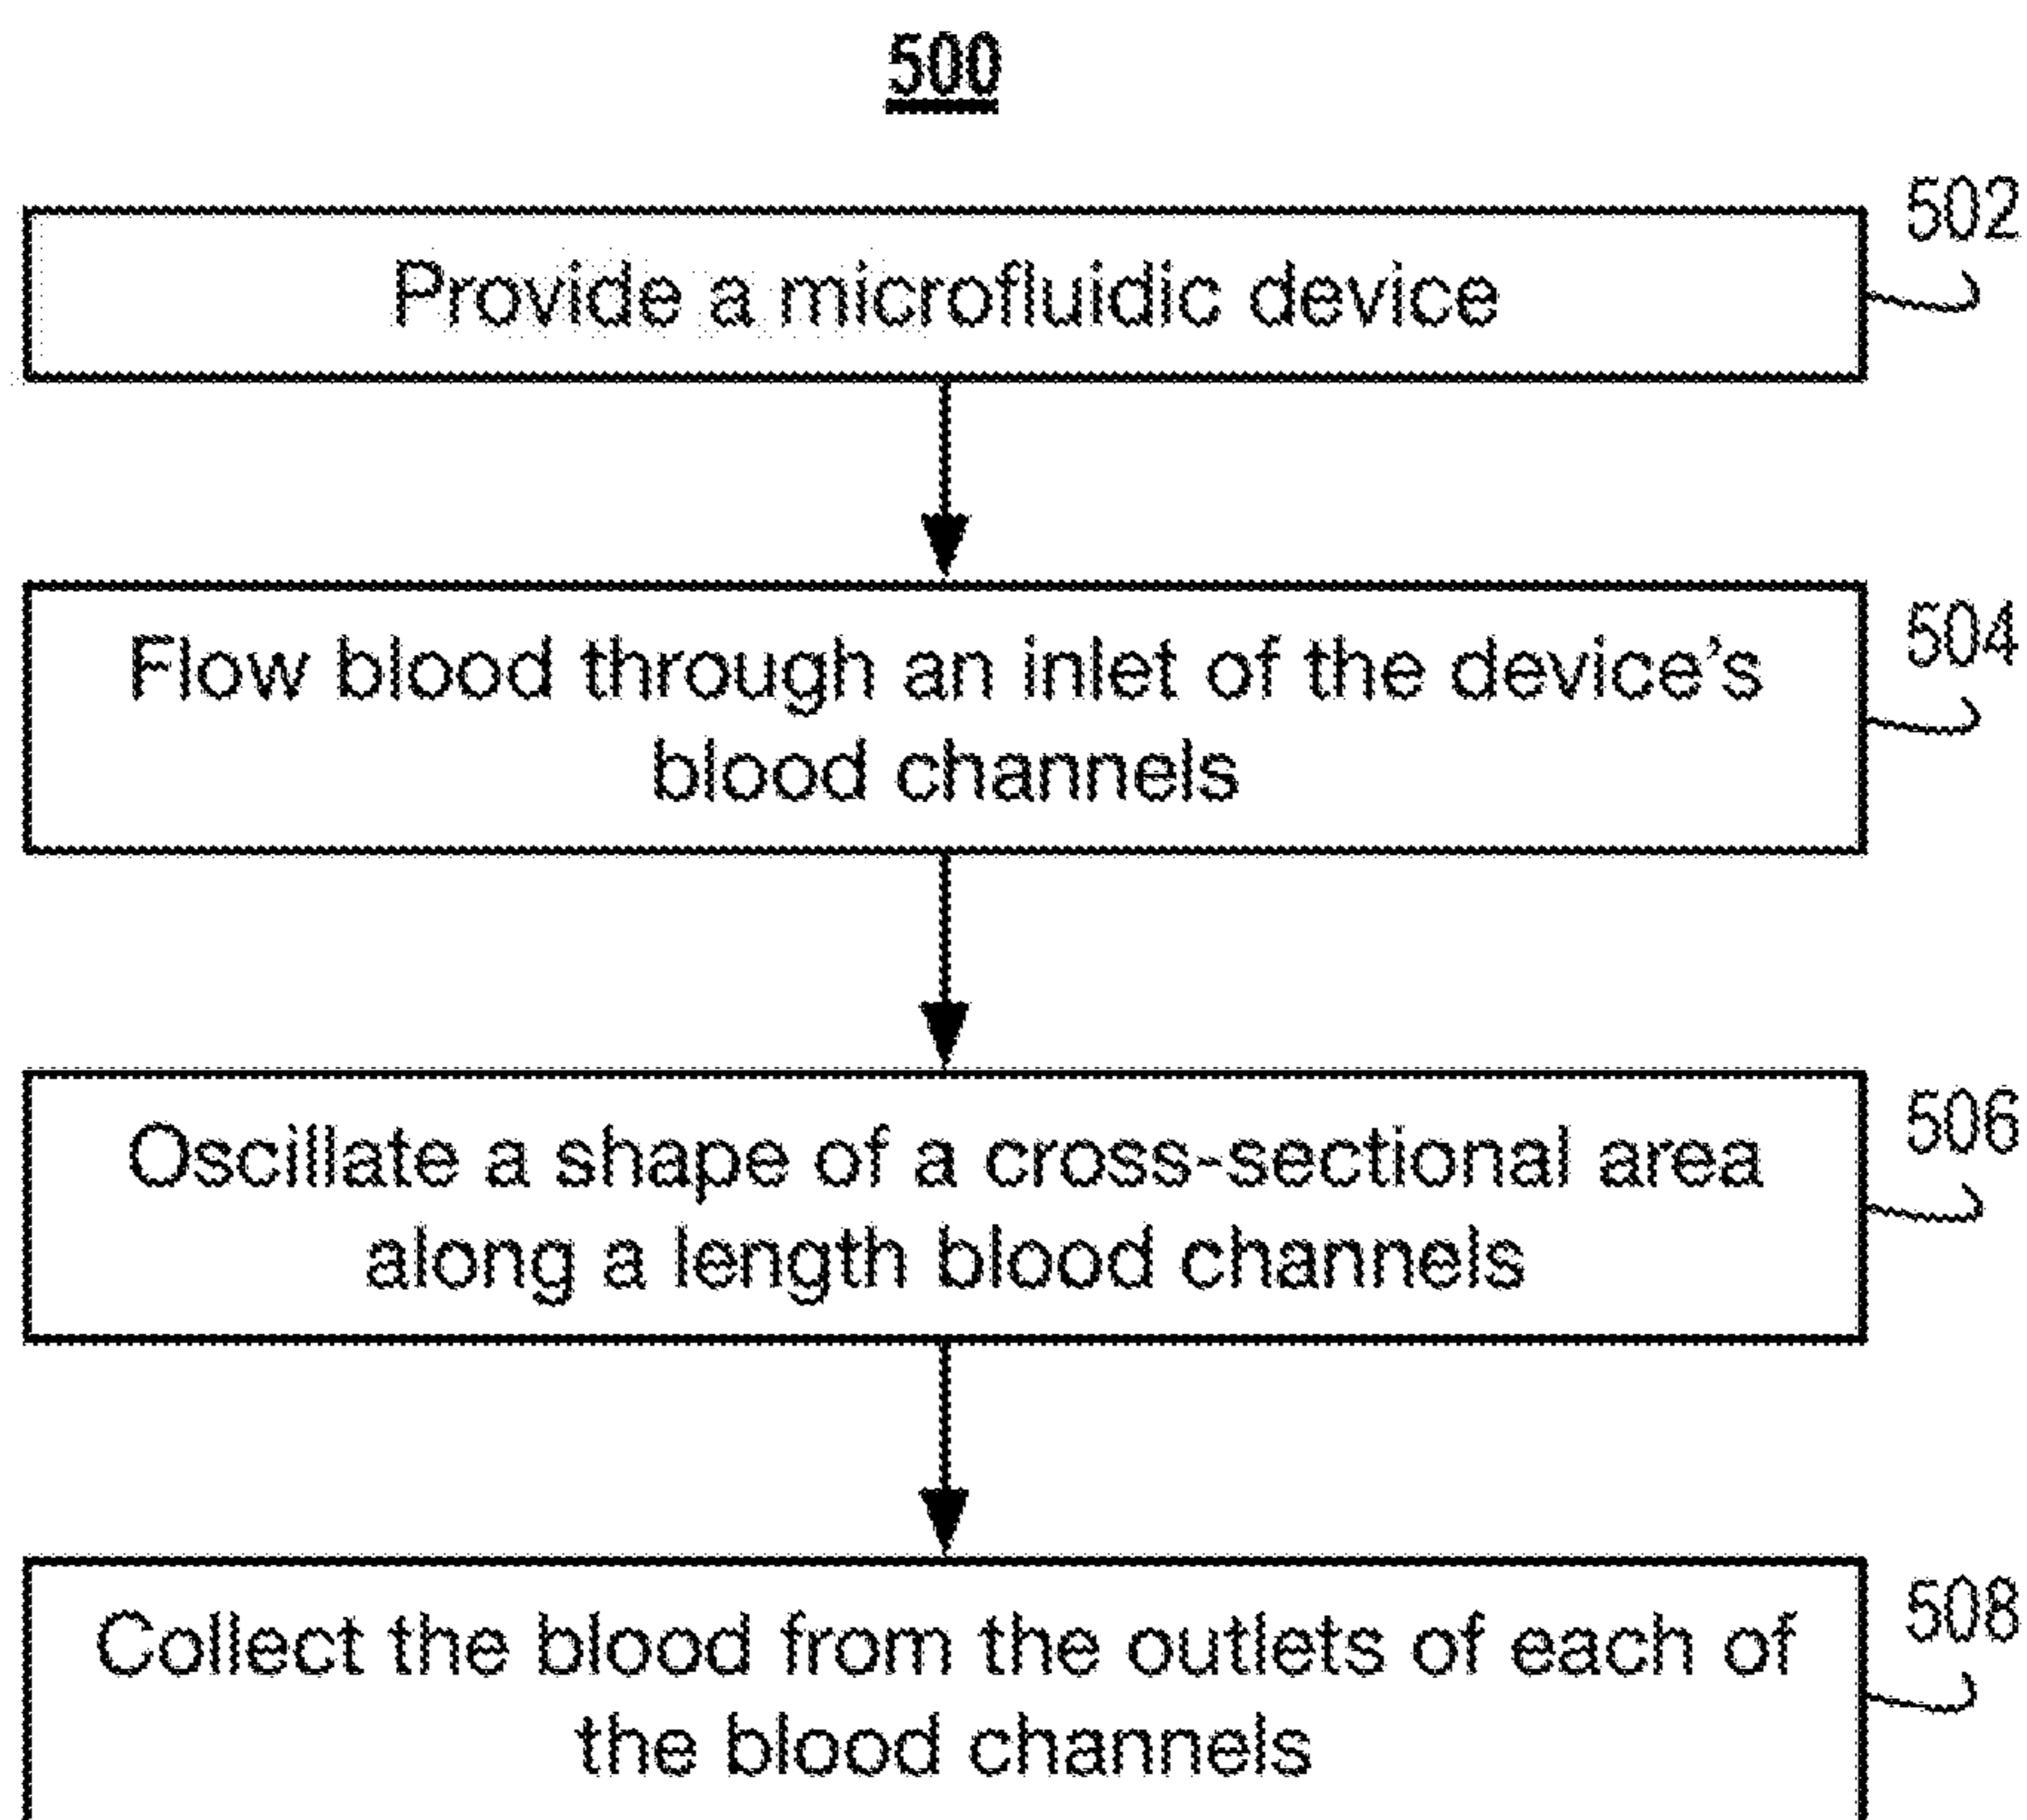 500
502
Provide a microfluidic device
504
Flow blood through an inlet of the device's
blood channels
506
Oscillate a shape of a cross-sectional area
along a length blood channels
508
Collect the blood from the outlets of each of
the blood channels